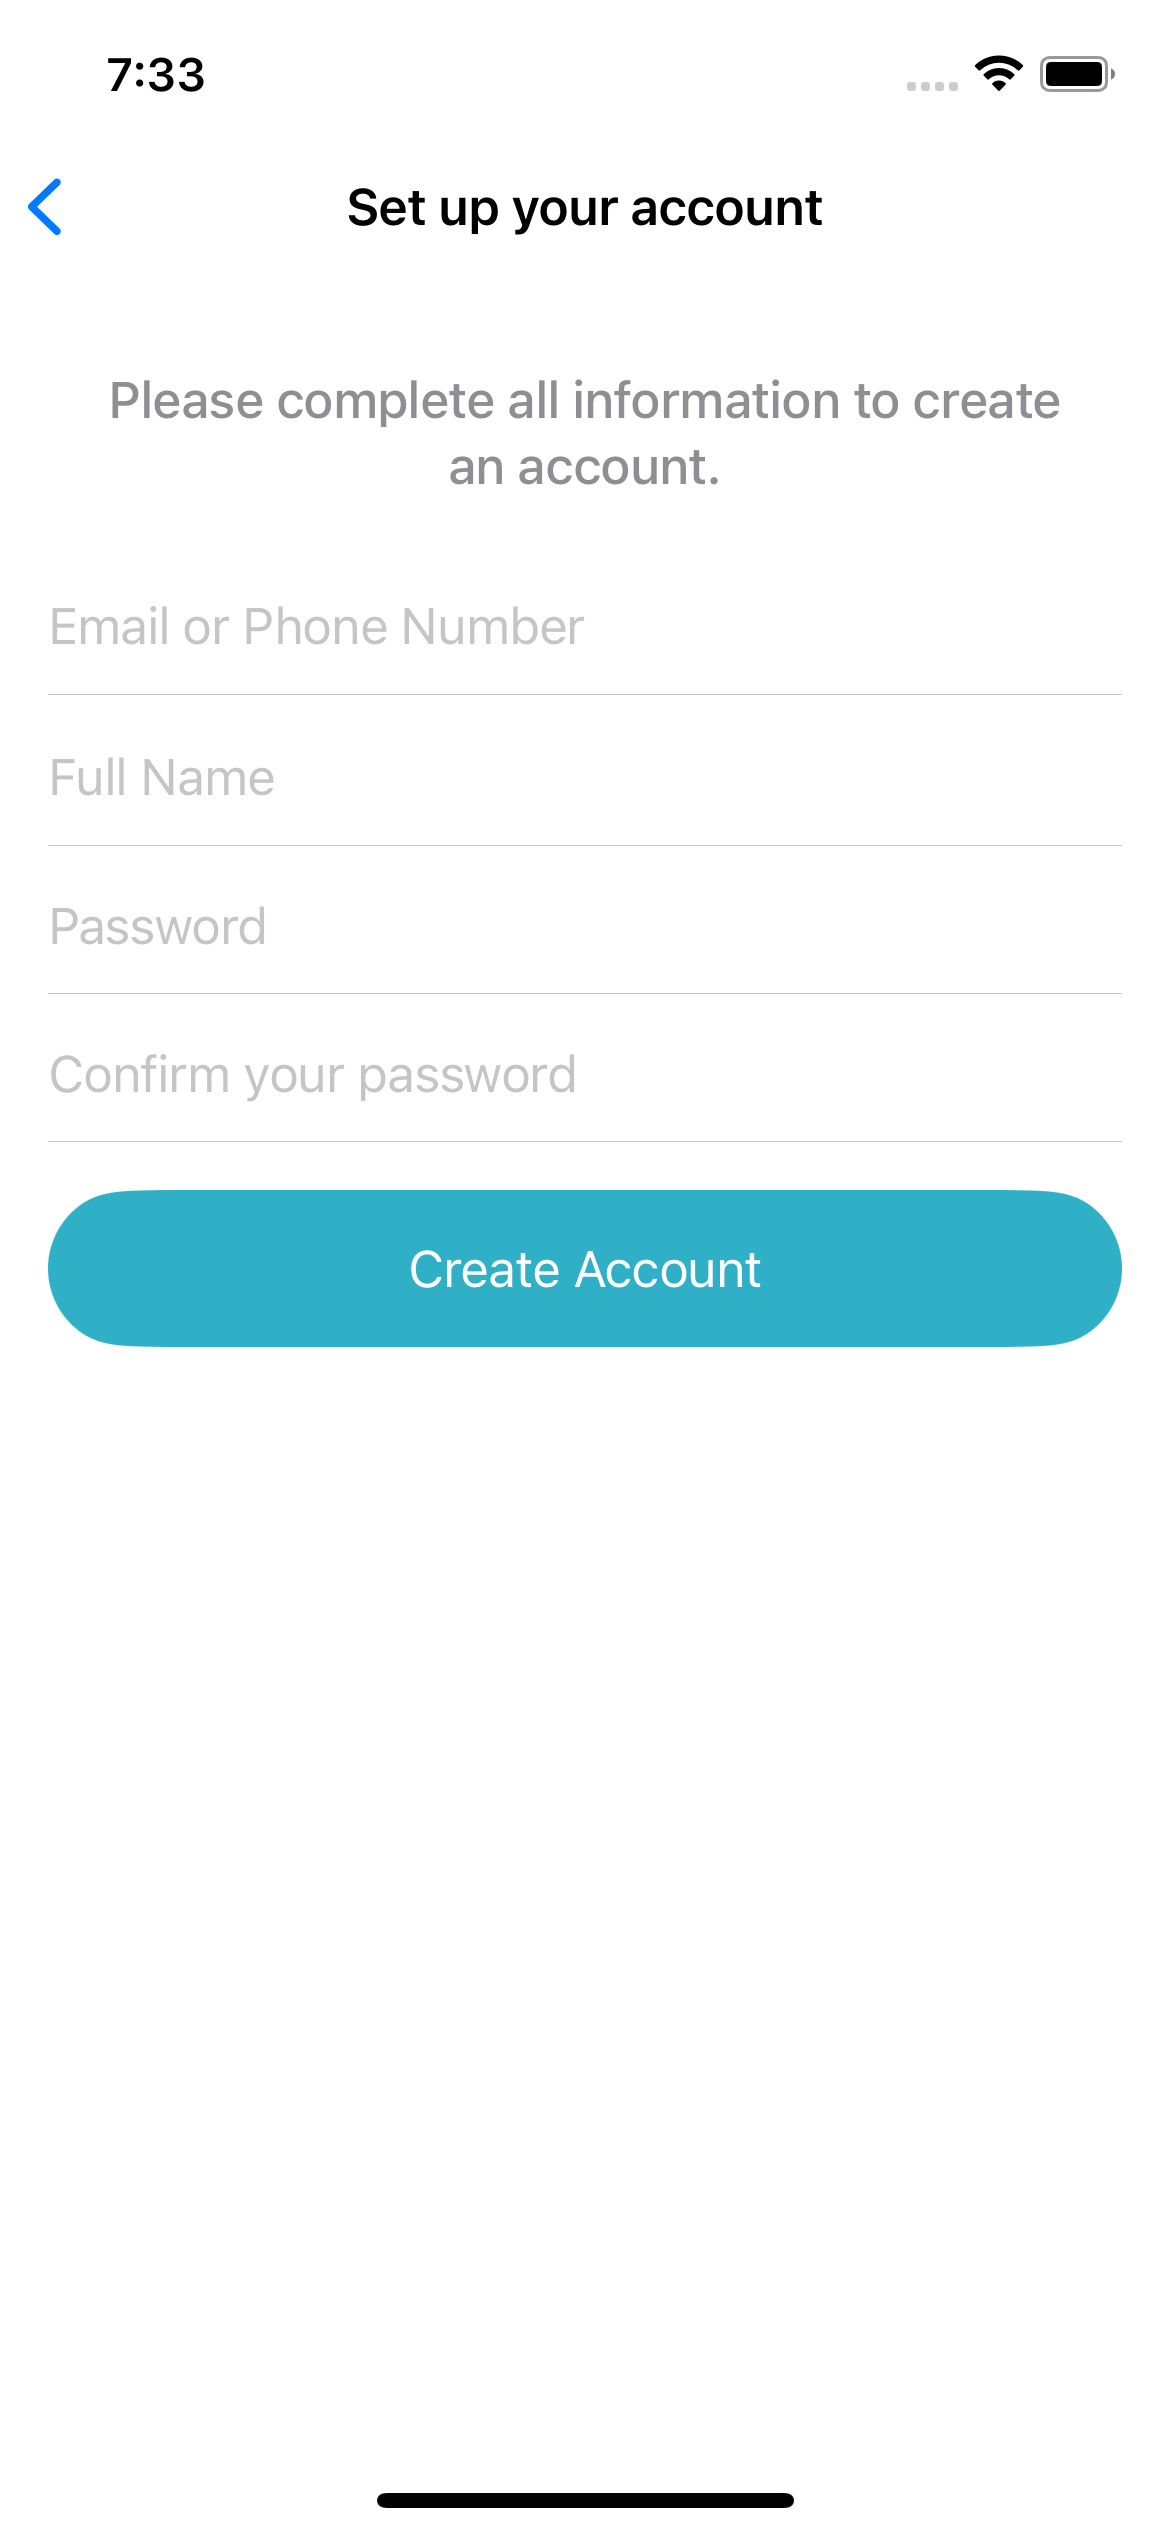 7:33
Set up your account
Please complete all information to create
an account.
Email or Phone Number
Full Name
Password
Confirm your password
Create Account